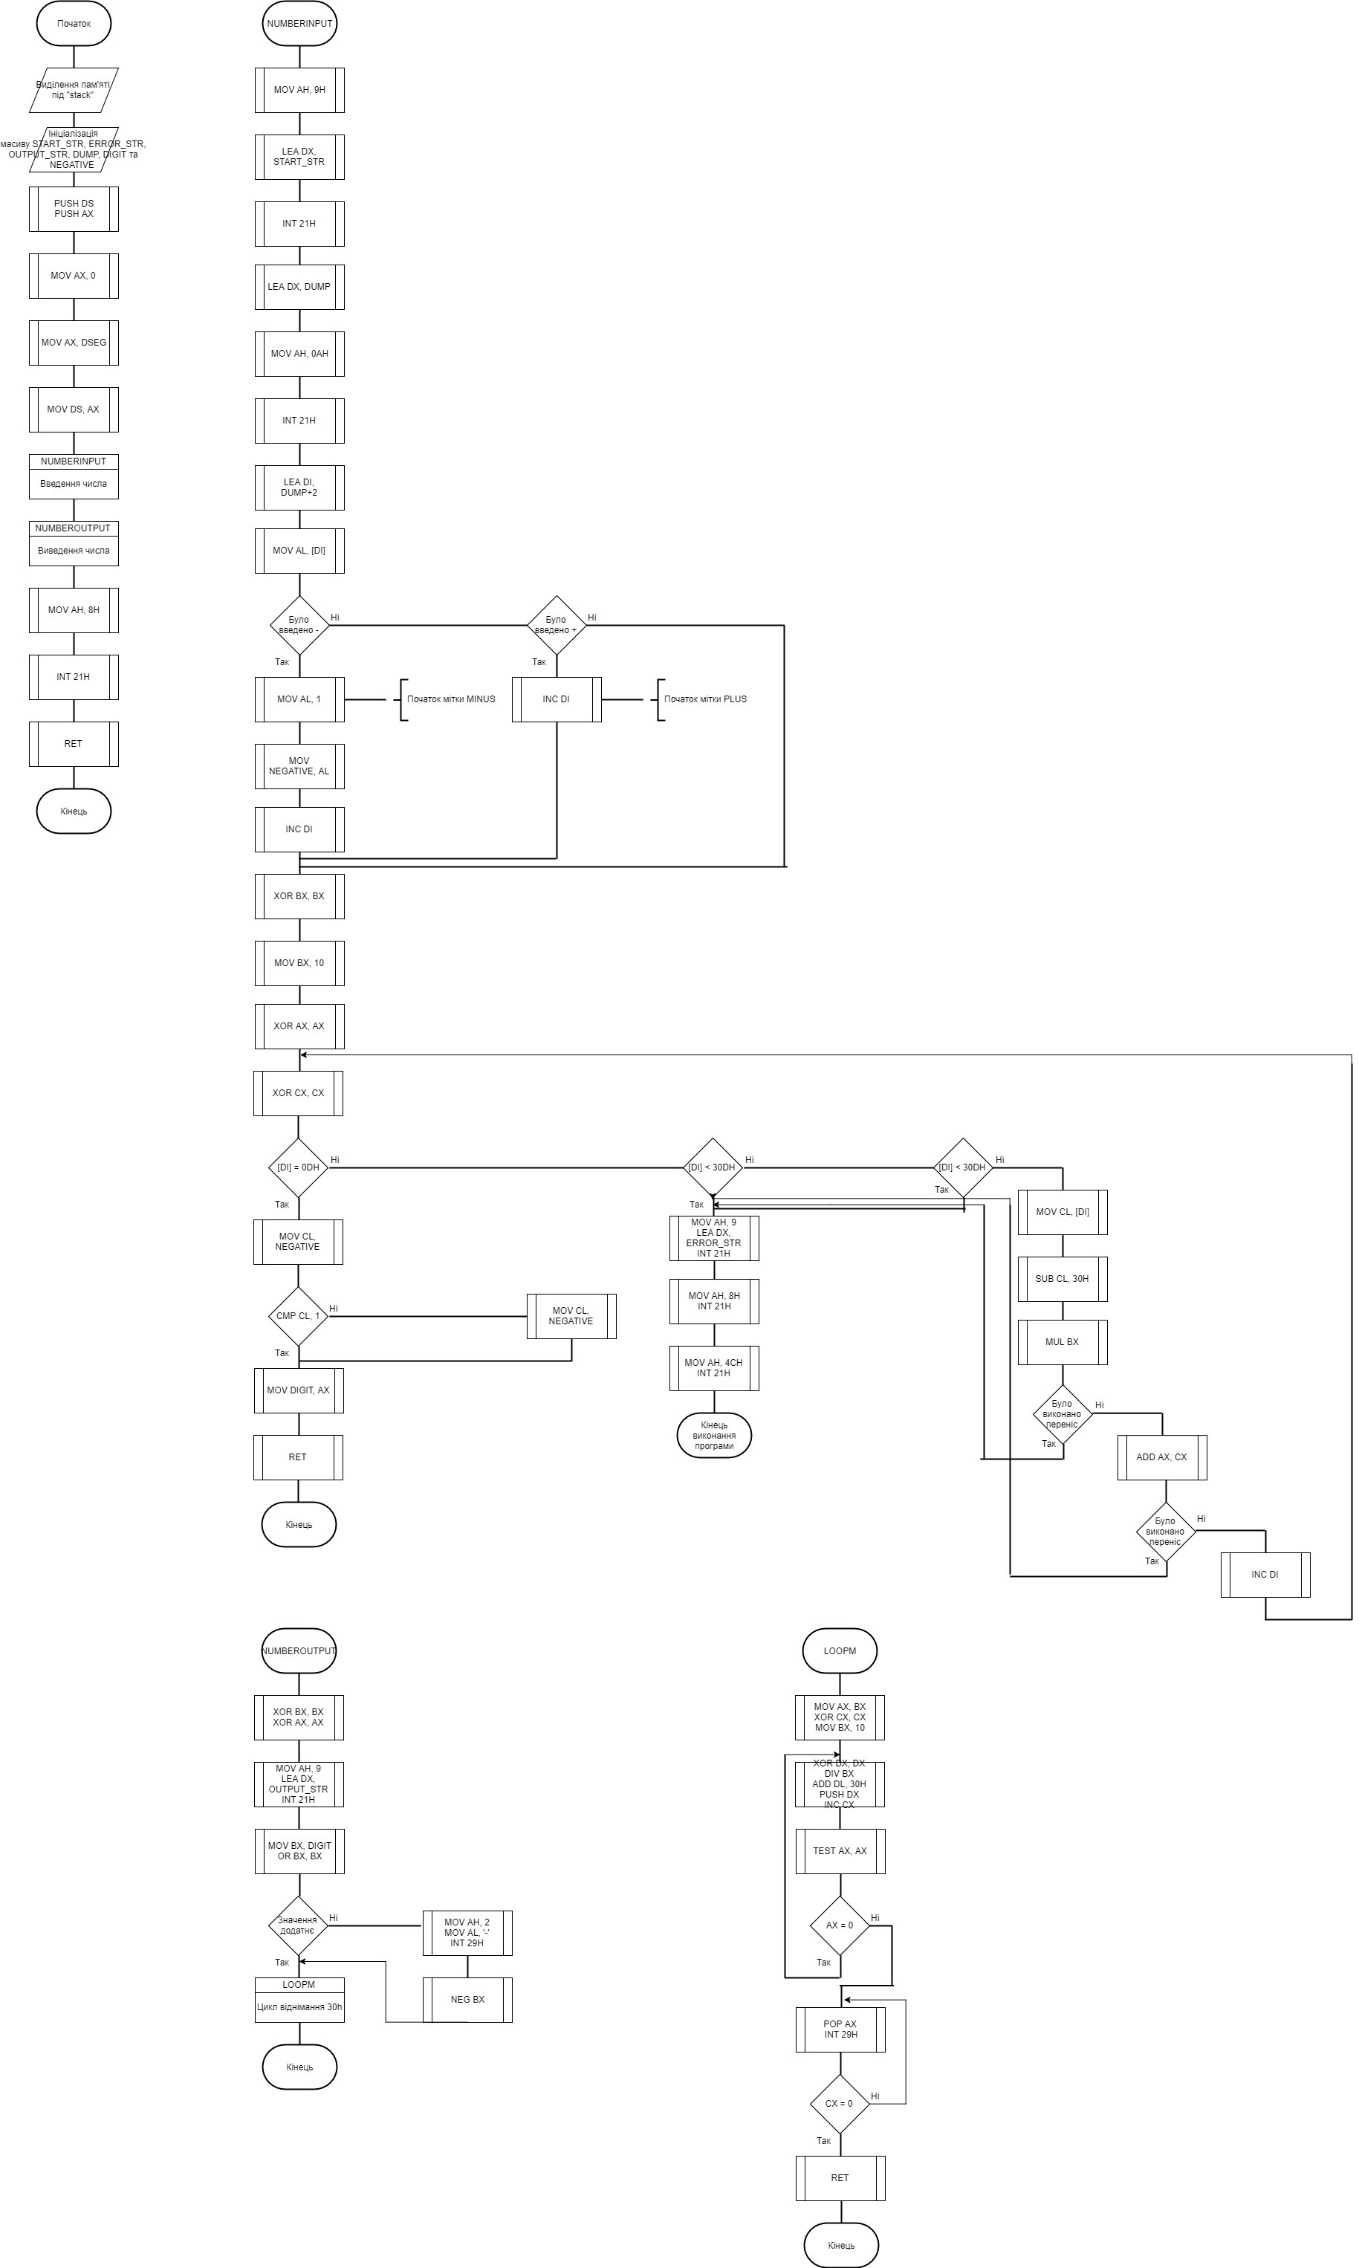 Початок
Виділення пам'яті
під "stack"
Ініціалізація
масиву START_STR, ERROR_STR,
OUTPUT_STR, DUMP, DIGIT та
NEGATIVE
PUSH DS
PUSH AX
MOV AX, 0
MOV AX, DSEG
MOV DS, AX
NUMBERINPUT
Введення числа
NUMBEROUTPUT
Виведення числа
MOV AH, 8H
INT 21H
RET
Кінець
NUMBERINPUT
MOV AH, 9H
LEA DX,
START_STR
INT 21H
LEA DX, DUMP
MOV AH, 0AH
INT 21H
LEA DI,
DUMP+2
MOV AL, [DI]
Було
введено -
Ні
Так
Було
введено +
Ні
Так
MOV AL, 1
Початок мітки MINUS
INC DI
Початок мітки PLUS
MOV
NEGATIVE, AL
INC DI
XOR BX, BX
MOV BX, 10
XOR AX, AX
XOR CX, CX
[DI] = 0DH
Ні
Так
MOV CL,
NEGATIVE
CMP CL, 1
Ні
Так
MOV CL,
NEGATIVE
MOV DIGIT, AX
RET
Кінець
[DI] < 30DH
Ні
Так
MOV AH, 9
LEA DX,
ERROR_STR
INT 21H
MOV AH, 8H
INT 21H
MOV AH, 4CH
INT 21H
Кінець
виконання
програми
[DI] < 30DH
Ні
Так
MOV CL, [DI]
SUB CL, 30H
MUL BX
Було
виконано
переніс
Ні
Так
ADD AX, CX
Було
виконано
переніс
Ні
Так
INC DI
NUMBEROUTPUT
XOR BX, BX
XOR AX, AX
MOV AH, 9
LEA DX,
OUTPUT_STR
INT 21H
MOV BX, DIGIT
OR BX, BX
Значення
додатнє
Ні
Так
MOV AH, 2
MOV AL, '-'
INT 29H
NEG BX
LOOPM
Цикл віднімання 30h
Кінець
LOOPM
MOV AX, BX
XOR CX, CX
MOV BX, 10
XOR DX, DX
DIV BX
ADD DL, 30H
PUSH DX
INC CX
TEST AX, AX
AX = 0
Ні
Так
POP AX
INT 29H
CX = 0
Ні
Так
RET
Кінець